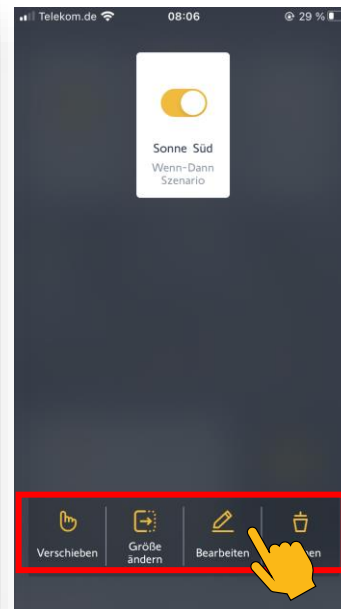 Telekom.de 08:06 29 %
Sonne Süd
Wenn-Dann
Szenario
Verschieben
Größe
ändern
Bearbeiten